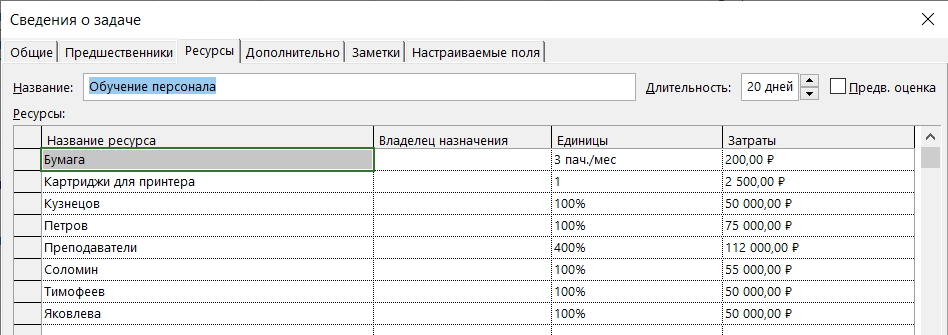 Сведения о задаче
Общие Предшественники Ресурсы Дополнительно Заметки Настраиваемые поля
Название: Обучение персонала Длительность: 20 дней Предв. оценка
Ресурсы:
Название ресурса Владелец назначения Единицы Затраты
Бумага 3 пач./мес 200,00 ₽
Картриджи для принтера 1 2 500,00 ₽
Кузнецов 100% 50 000,00 ₽
Петров 100% 75 000,00 ₽
Преподаватели 400% 112 000,00 ₽
Соломин 100% 55 000,00 ₽
Тимофеев 100% 50 000,00 ₽
Яковлева 100% 50 000,00 ₽